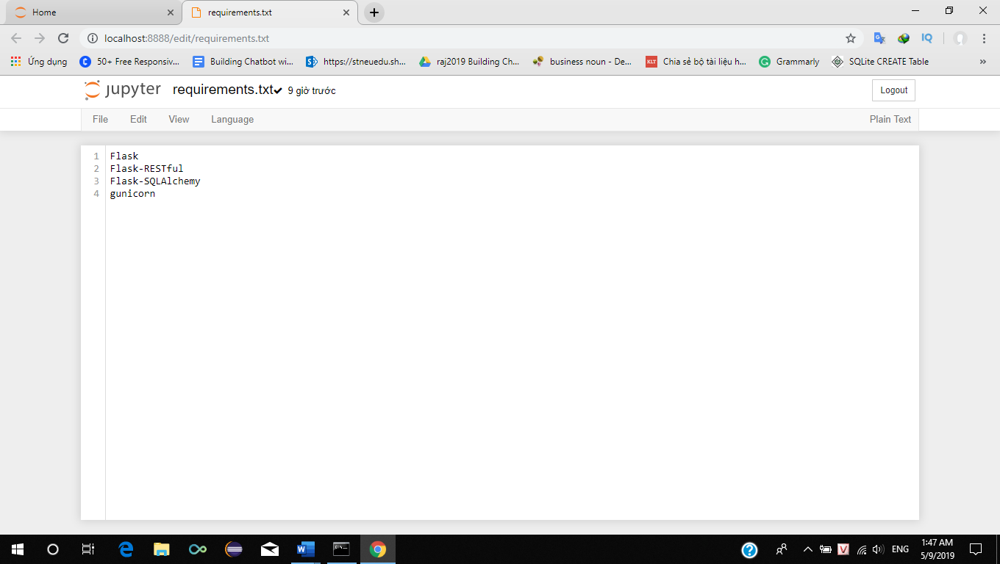 Home
requirements.txt
localhost:8888/edit/requirements.txt
Ứng dụng
50+ Free Responsiv...
Building Chatbot wi...
https://stneuedu.sh...
raj2019 Building Ch...
business noun - De...
KLT
Chia sẻ bộ tài liệu h...
Grammarly
SQLite CREATE Table
IQ
jupyter requirements.txt 9 giờ trước
Logout
File Edit View Language
Plain Text
1 Flask
2 Flask-RESTful
3 Flask-SQLAlchemy
4 gunicorn
ENG
1:47 AM
5/9/2019